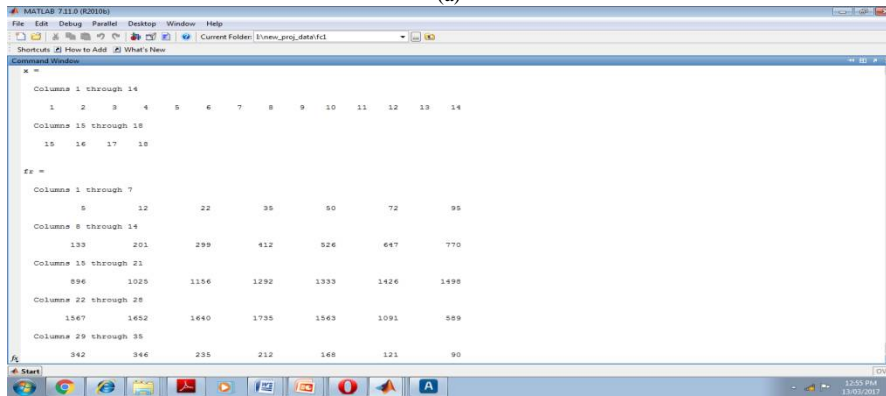 (a)
MATLAB 7.11.0 (R2010b)
File Edit Debug Parallel Desktop Window Help
Current Folder: I:\new_proj_data\fc1
Shortcuts How to Add What's New
Command Window
x =
Columns 1 through 14
1 2 3 4 5 6 7 8 9 10 11 12 13 14
Columns 15 through 18
15 16 17 18
fs =
Columns 1 through 7
5 12 22 35 50 72 95
Columns 8 through 14
133 201 299 412 526 647 770
Columns 15 through 21
896 1025 1156 1292 1333 1426 1498
Columns 22 through 28
1567 1652 1640 1735 1563 1091 589
Columns 29 through 35
342 346 235 212 168 121 90
fx
Start
OV
12:55 PM
13/03/2017